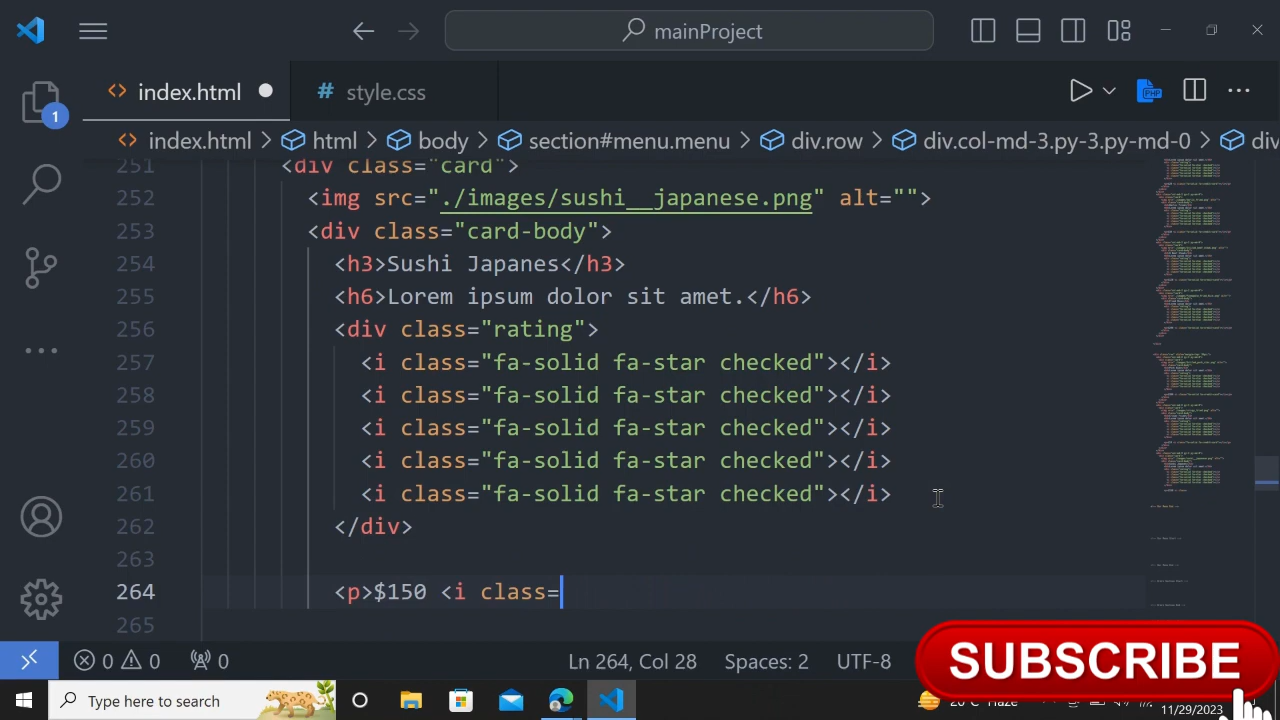 mainProject
index.html
# style.css
PHP
1
index.html > html > body > section#menu.menu > div.row > div.col-md-3.py-3.py-md-0 > div
251 <div class="card">
252 <img src="./images/sushi__japanese.png" alt="">
253 <div class="card-body">
254 <h3>Sushi Japanese</h3>
255 <h6>Lorem ipsum dolor sit amet</h6>
256 <div class="rating">
257 <i class="fa-solid fa-star checked"></i>
258 <i class="fa-solid fa-star checked"></i>
259 <i class="fa-solid fa-star checked"></i>
260 <i class="fa-solid fa-star checked"></i>
261 <i class="fa-solid fa-star checked"></i>
262 </div>
263
264 <p>$150 <i class=
265
0 0 0 Ln 264, Col 28 Spaces: 2 UTF-8
SUBSCRIBE
Type here to search
20°C Haze
11/29/2023